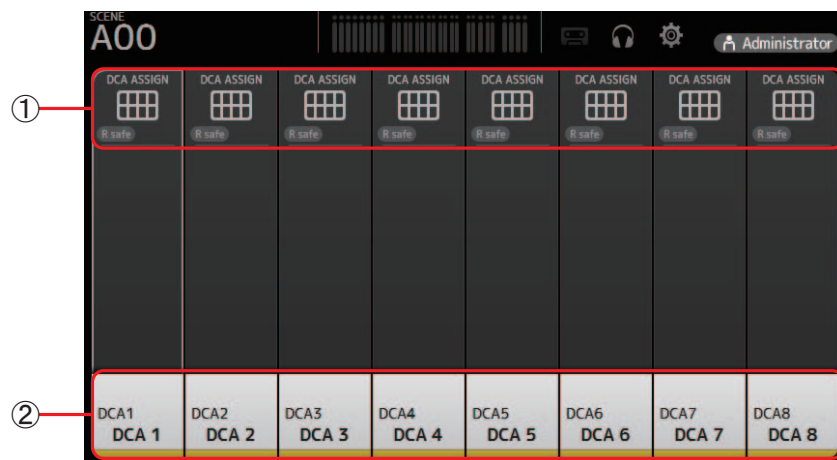 SCENE
A00
Administrator
①
DCA ASSIGN DCA ASSIGN DCA ASSIGN DCA ASSIGN DCA ASSIGN DCA ASSIGN DCA ASSIGN DCA ASSIGN
R safe R safe R safe R safe R safe R safe R safe R safe
②
DCA1 DCA2 DCA3 DCA4 DCA5 DCA6 DCA7 DCA8
DCA 1 DCA 2 DCA 3 DCA 4 DCA 5 DCA 6 DCA 7 DCA 8